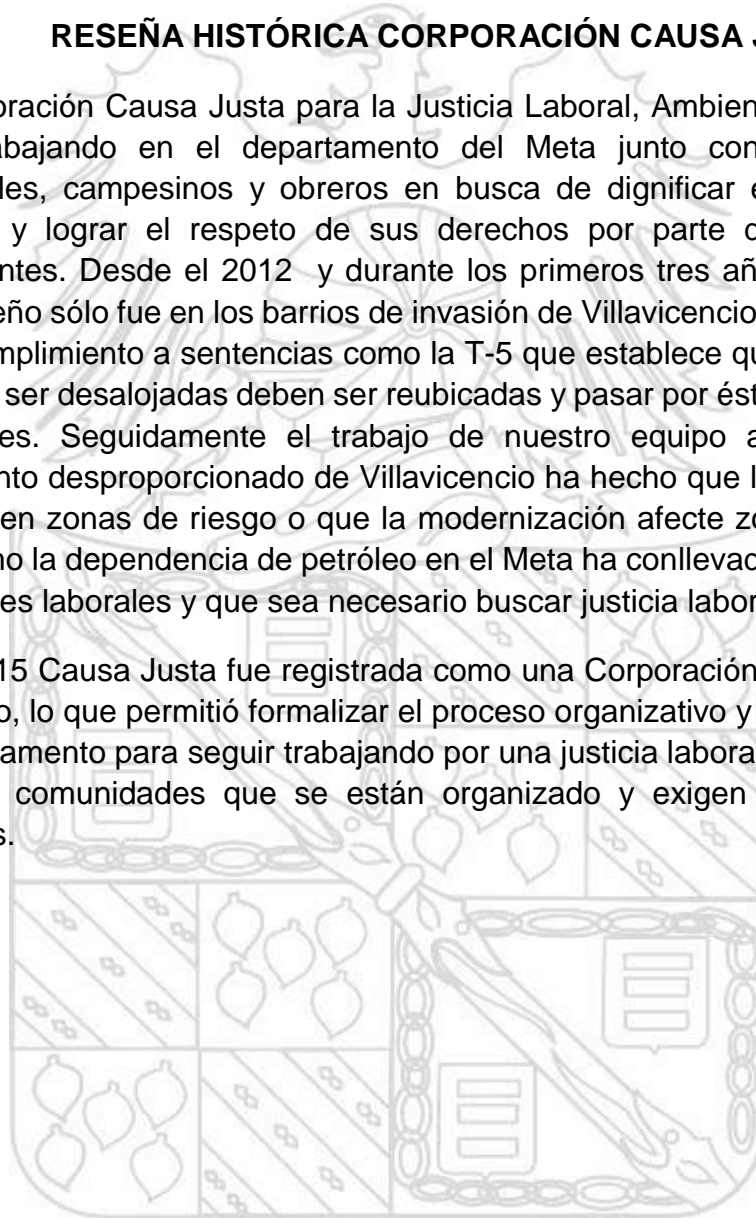 RESEÑA HISTÓRICA CORPORACIÓN CAUSA
oración Causa Justa para la Justicia Laboral, Ambien
abajando en el departamento del Meta junto con
les, campesinos y obreros en busca de dignificar
y lograr el respeto de sus derechos por parte
ntes. Desde el 2012 y durante los primeros tres añ
eño sólo fue en los barrios de invasión de Villavicencio
mplimiento a sentencias como la T-5 que establece qu
ser desalojadas deben ser reubicadas y pasar por ést
es. Seguidamente el trabajo de nuestro equipo a
nto desproporcionado de Villavicencio ha hecho que l
en zonas de riesgo o que la modernización afecte zo
no la dependencia de petróleo en el Meta ha conllevac
es laborales y que sea necesario buscar justicia labor
15 Causa Justa fue registrada como una Corporación
o, lo que permitió formalizar el proceso organizativo y
amento para seguir trabajando por una justicia labora
comunidades que se están organizado y exigen
s.